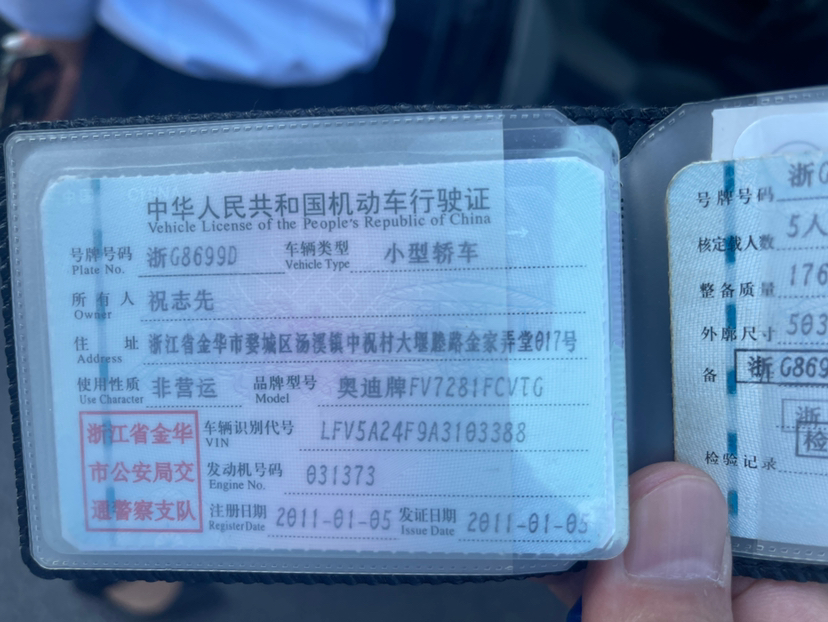 中华人民共和国机动车行驶证
Vehicle License of the People's Republic of China
号牌号码 浙G8699D 车辆类型 小型轿车
Plate No. Vehicle Type
所有人 祝志先
Owner
住址 浙江省金华市婺城区汤溪镇中祝村大堰塍路金家弄堂017号
Address
使用性质 非营运 品牌型号 奥迪牌FV7281FCVTG
Use Character Model
浙江省金华
市公安局交
通警察支队
车辆识别代号 LFV5A24F9A3103388
VIN
发动机号码 031373
Engine No.
注册日期 2011-01-05 发证日期 2011-01-05
Register Date Issue Date
号牌号码 浙G
核定载人数 5人
整备质量 176
外廓尺寸 503
备 浙G869
浙
检
检验记录